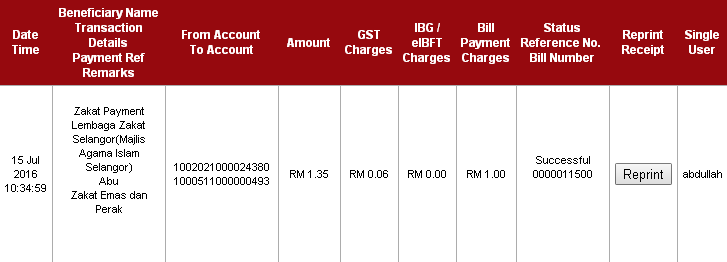 Date
Time
Beneficiary Name
Transaction
Details
Payment Ref
Remarks
From Account
To Account
Amount
GST
Charges
IBG /
eIBFT
Charges
Bill
Payment
Charges
Status
Reference No.
Bill Number
Reprint
Receipt
Single
User
15 Jul
2016
10:34:59
Zakat Payment
Lembaga Zakat
Selangor(Majlis
Agama Islam
Selangor)
Abu
Zakat Emas dan
Perak
1002021000024380
1000511000000493
RM 1.35
RM 0.06
RM 0.00
RM 1.00
Successful
0000011500
Reprint
abdullah